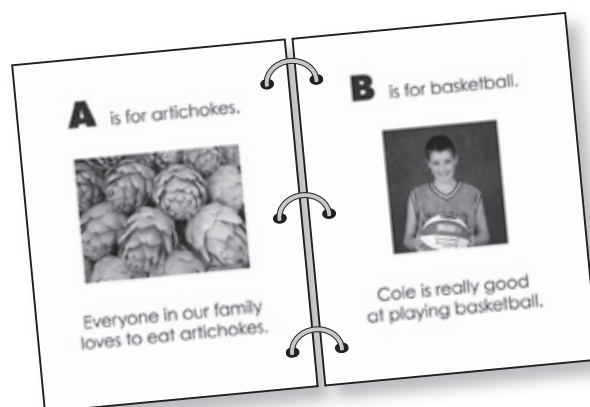 A is for artichokes.
Everyone in our family
loves to eat artichokes.
B is for basketball.
Cole is really good
at playing basketball.